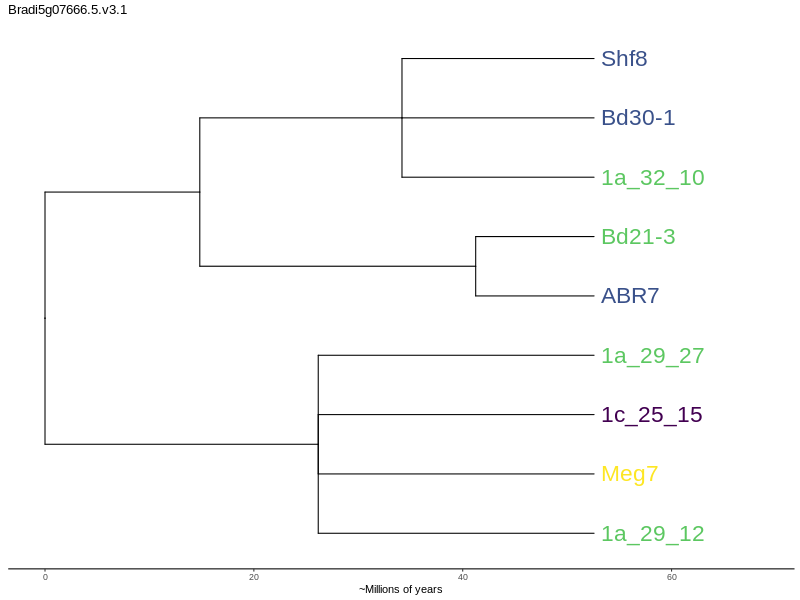 Bradi5g07666.5.v3.1
Shf8
Bd30-1
1a_32_10
Bd21-3
ABR7
1a_29_27
1c_25_15
Meg7
1a_29_12
0 20 40 60
~Millions of years